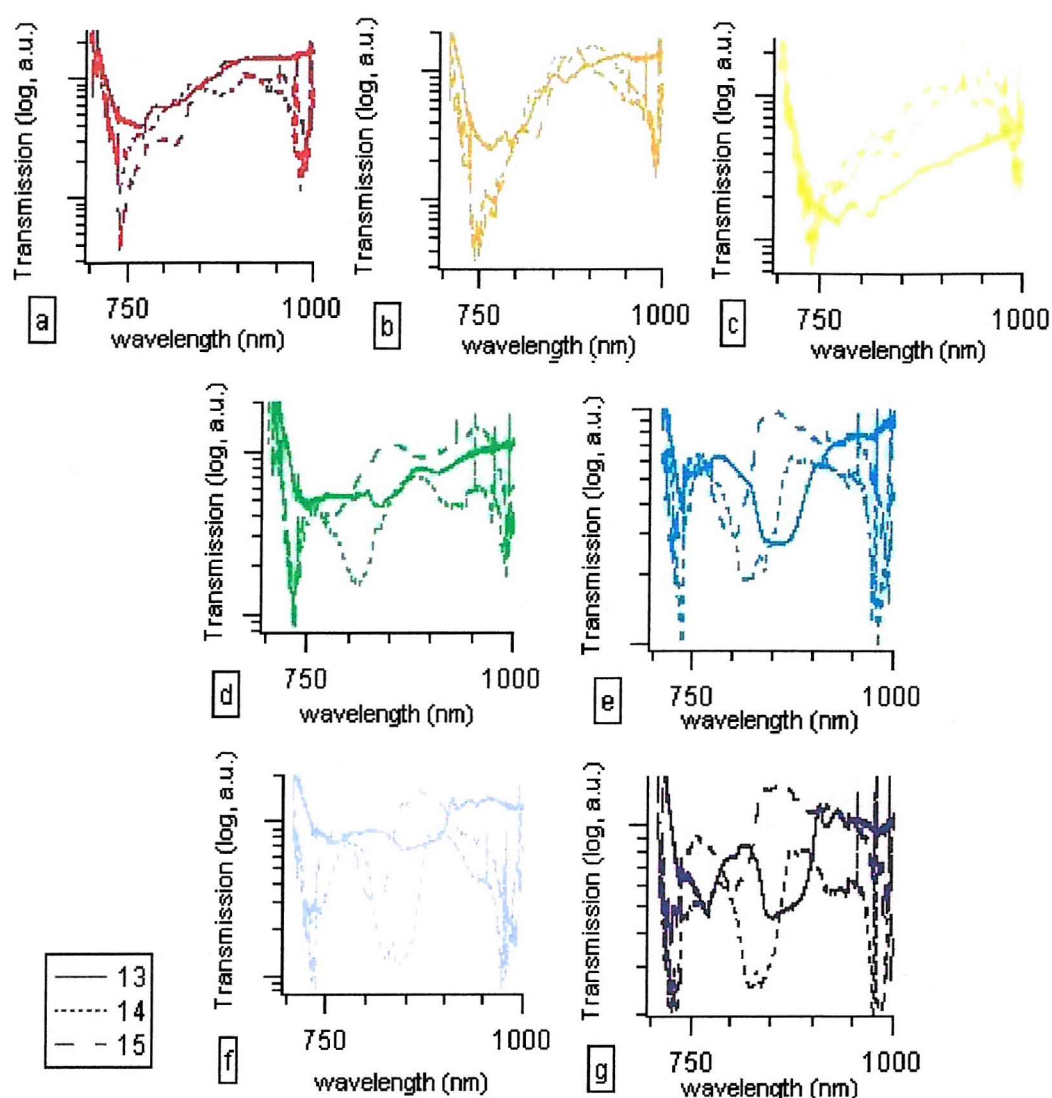 Transmission (log, a.u.)
750
1000
wavelength (nm)
a
Transmission (log, a.u.)
750
1000
wavelength (nm)
b
Transmission (log, a.u.)
750
1000
wavelength (nm)
c
Transmission (log, a.u.)
750
1000
wavelength (nm)
d
Transmission (log, a.u.)
750
1000
wavelength (nm)
e
Transmission (log, a.u.)
750
1000
wavelength (nm)
f
Transmission (log, a.u.)
750
1000
wavelength (nm)
g
13
14
15